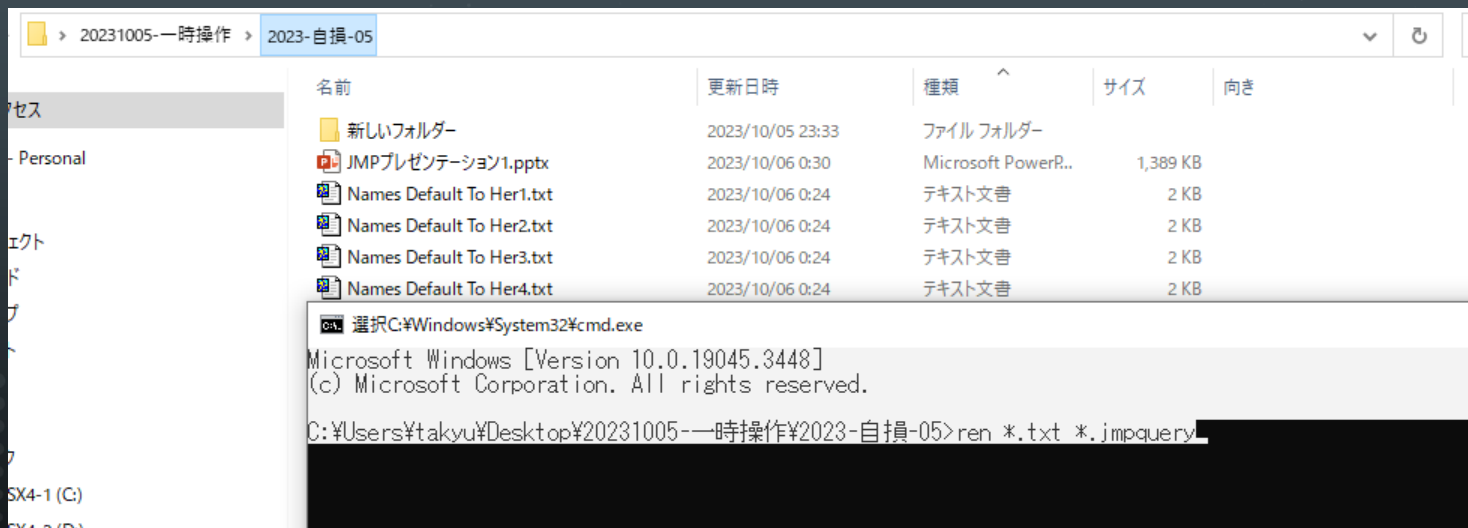 20231005-一時操作 › 2023-自損-05
名前 更新日時 種類 サイズ 向き
クセス
新しいフォルダー 2023/10/05 23:33 ファイル フォルダー
- Personal
JMPプレゼンテーション1.pptx 2023/10/06 0:30 Microsoft PowerP... 1,389 KB
Names Default To Her1.txt 2023/10/06 0:24 テキスト文書 2 KB
Names Default To Her2.txt 2023/10/06 0:24 テキスト文書 2 KB
ェクト
Names Default To Her3.txt 2023/10/06 0:24 テキスト文書 2 KB
ド
Names Default To Her4.txt 2023/10/06 0:24 テキスト文書 2 KB
プ
ト
選択C:¥Windows¥System32¥cmd.exe
Microsoft Windows [Version 10.0.19045.3448]
(c) Microsoft Corporation. All rights reserved.
C:¥Users¥takyu¥Desktop¥20231005-一時操作¥2023-自損-05>ren *.txt *.jmpquery
SX4-1 (C:)